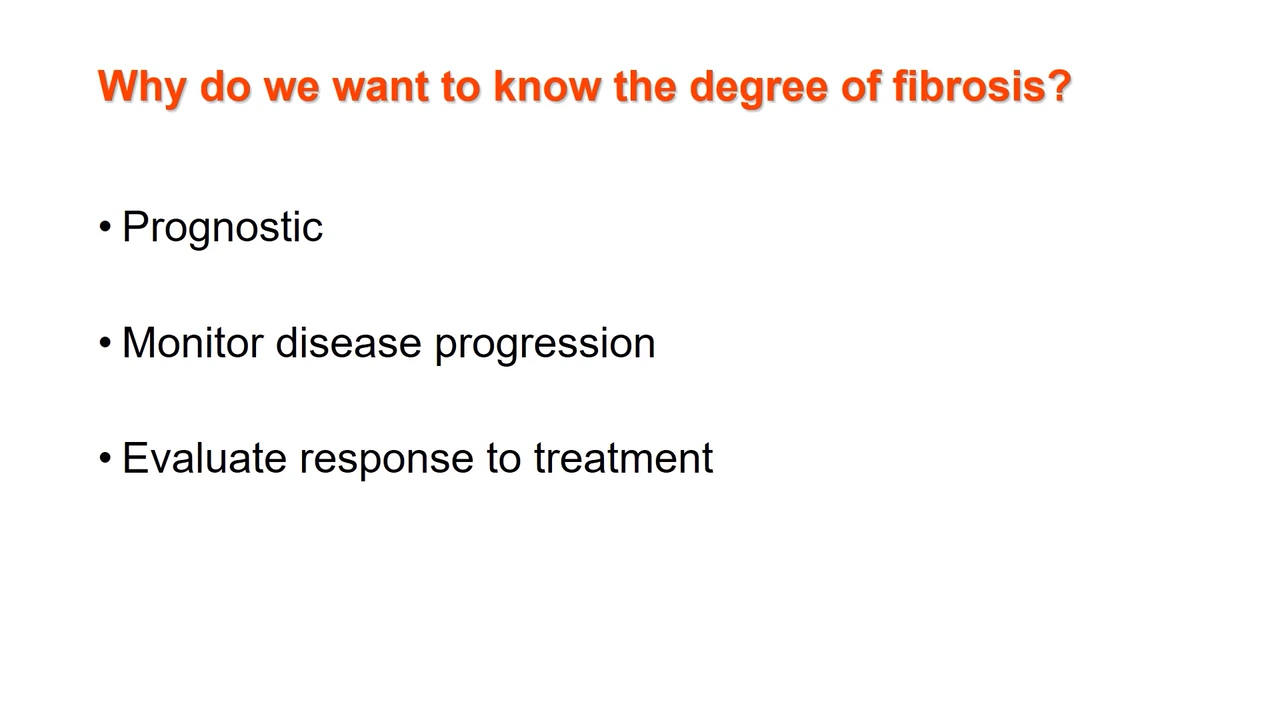 Why do we want to know the degree of fibrosis?
• Prognostic
• Monitor disease progression
• Evaluate response to treatment